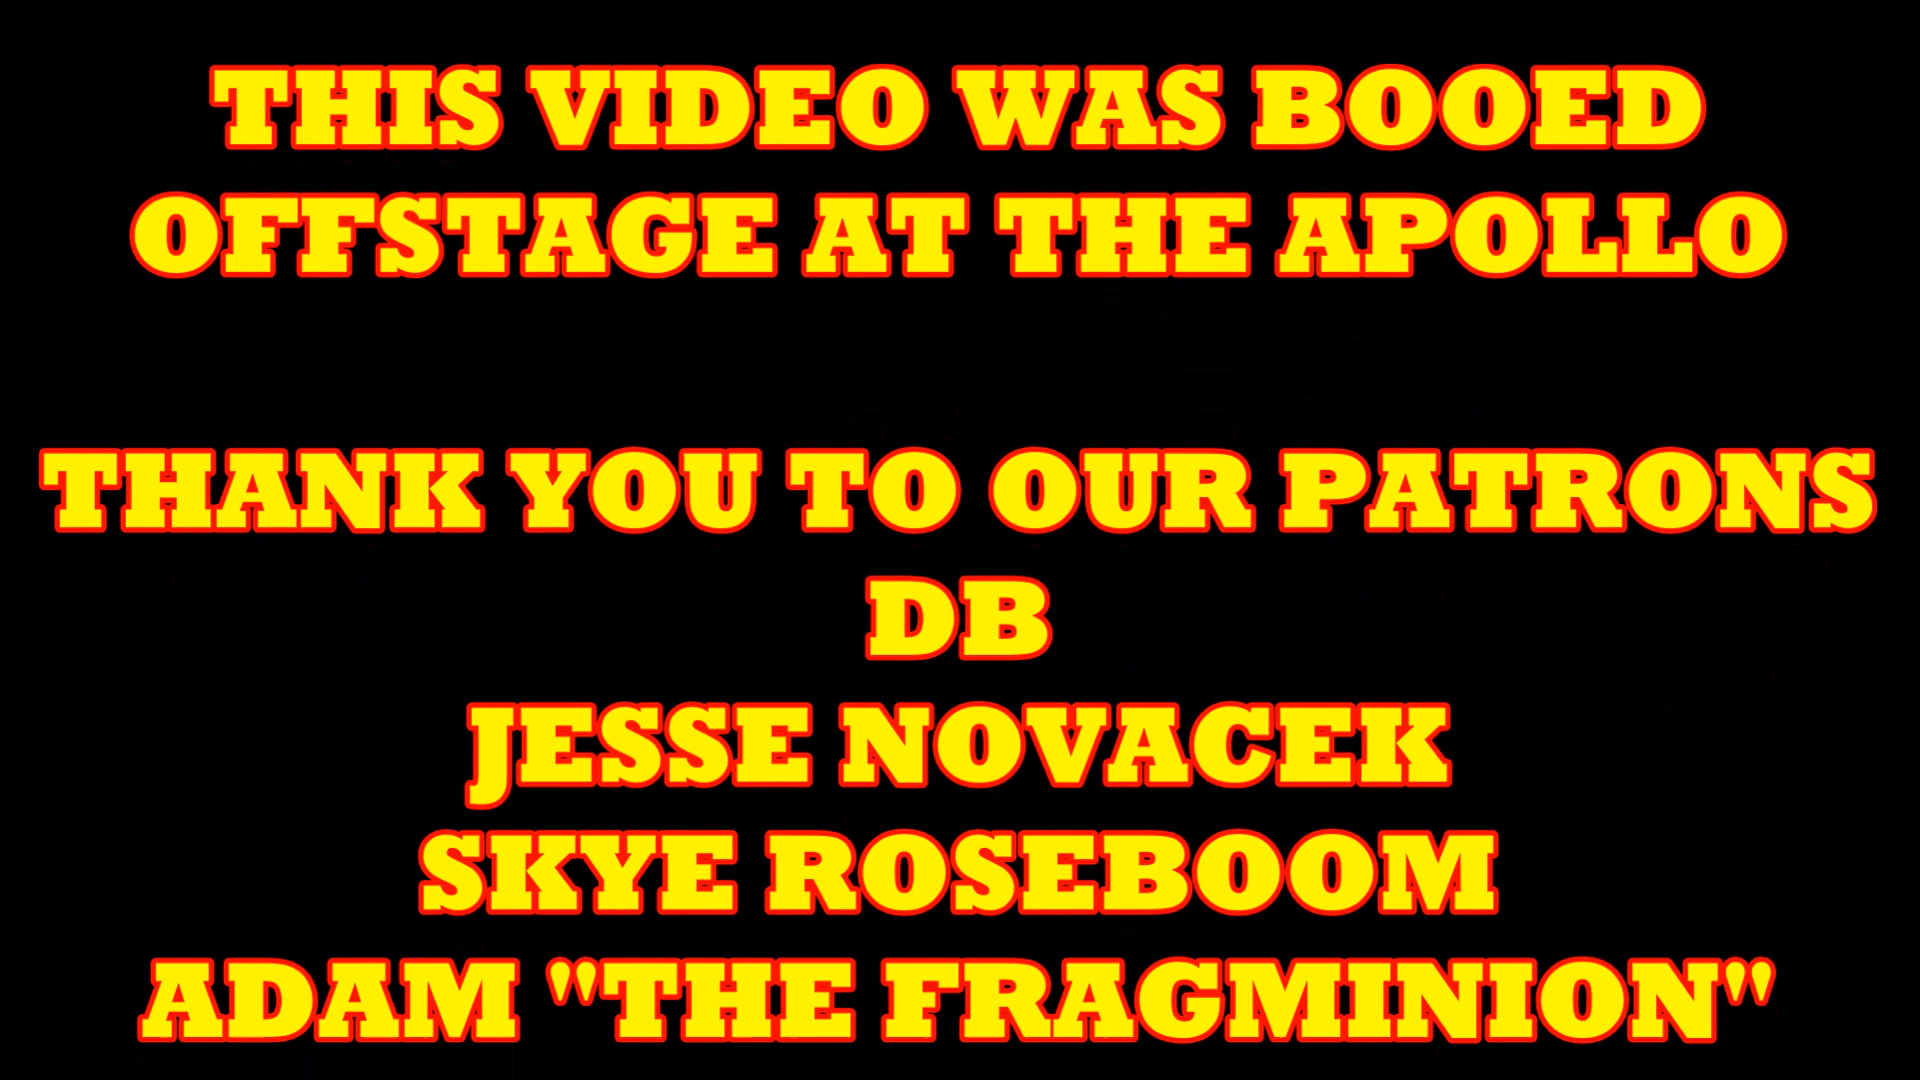 THIS VIDEO WAS BOOED
OFFSTAGE AT THE APOLLO
THANK YOU TO OUR PATRONS
DB
JESSE NOVACEK
SKYE ROSEBOOM
ADAM "THE FRAGMINION"